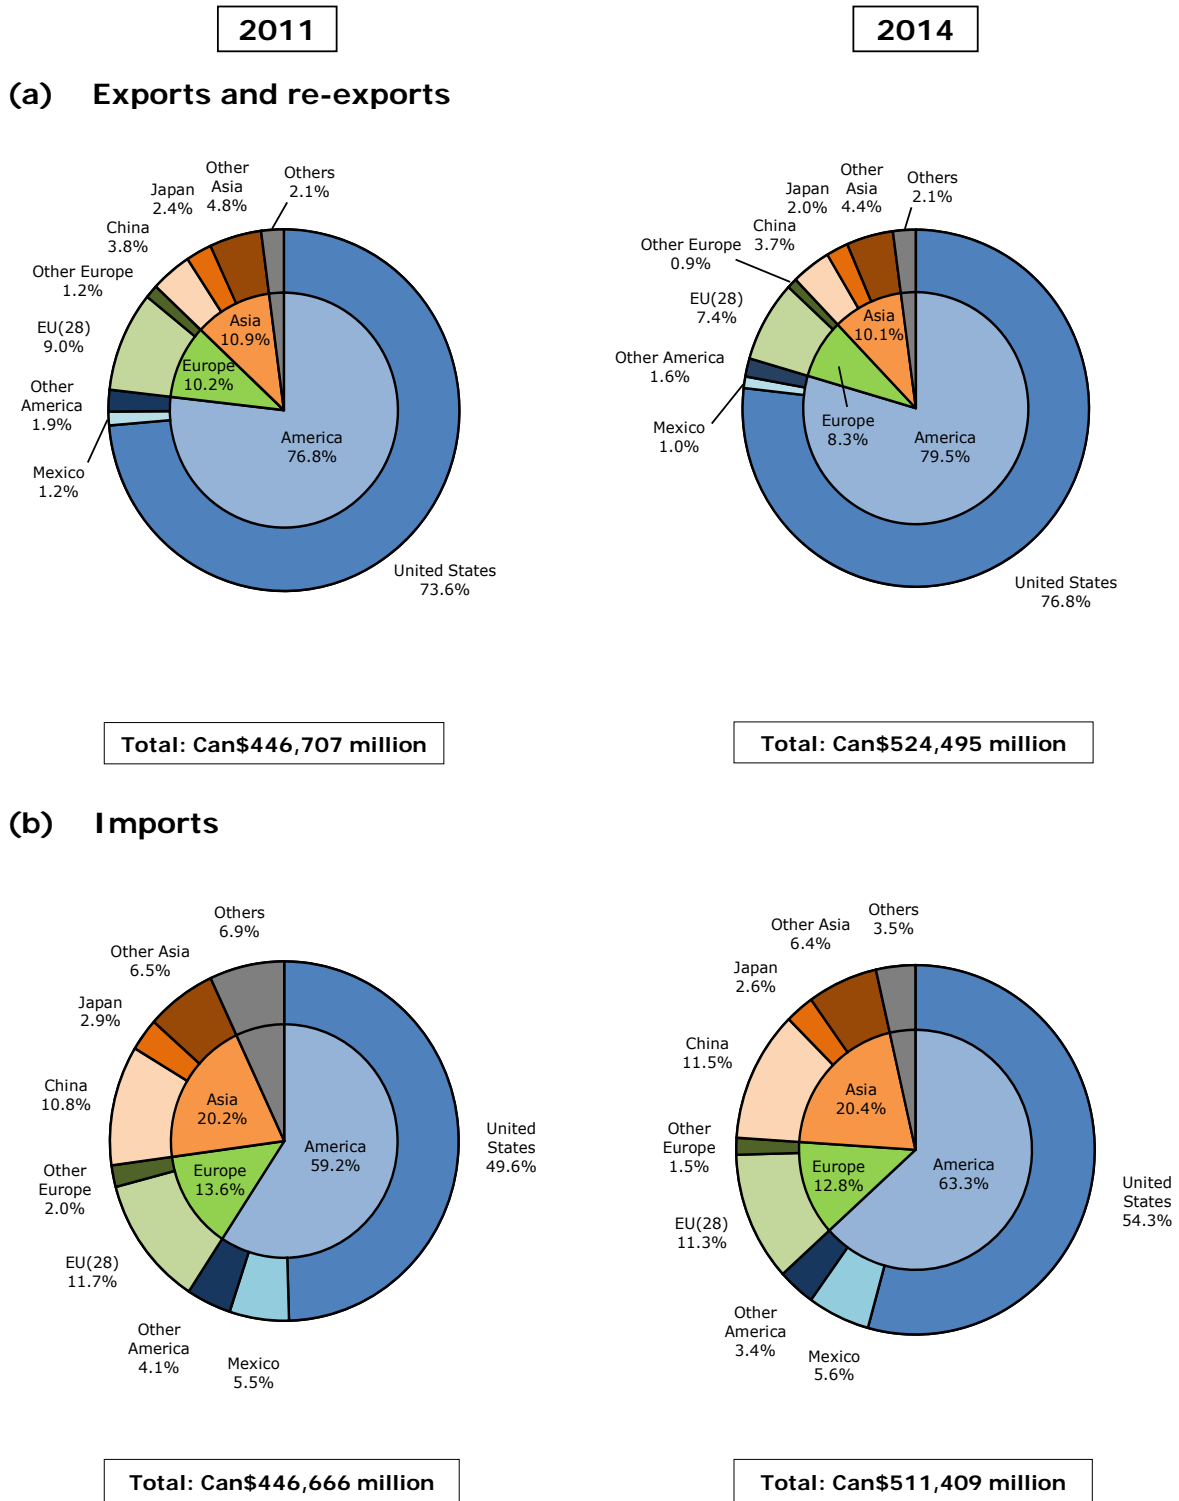 2011
2014
(a) Exports and re-exports
Other
Asia
4.8%
Others
2.1%
Japan
2.4%
China
3.8%
Other Europe
1.2%
EU(28)
9.0%
Other
America
1.9%
Mexico
1.2%
Asia
10.9%
Europe
10.2%
America
76.8%
United States
73.6%
Other
Asia
4.4%
Others
2.1%
Japan
2.0%
China
3.7%
Other Europe
0.9%
EU(28)
7.4%
Other America
1.6%
Mexico
1.0%
Asia
10.1%
Europe
8.3%
America
79.5%
United States
76.8%
Total: Can$446,707 million
Total: Can$524,495 million
(b) Imports
Others
6.9%
Other Asia
6.5%
Japan
2.9%
China
10.8%
Other
Europe
2.0%
EU(28)
11.7%
Other
America
4.1%
Mexico
5.5%
Asia
20.2%
Europe
13.6%
America
59.2%
United
States
49.6%
Others
3.5%
Other Asia
6.4%
Japan
2.6%
China
11.5%
Other
Europe
1.5%
EU(28)
11.3%
Other
America
3.4%
Mexico
5.6%
Asia
20.4%
Europe
12.8%
America
63.3%
United
States
54.3%
Total: Can$446,666 million
Total: Can$511,409 million